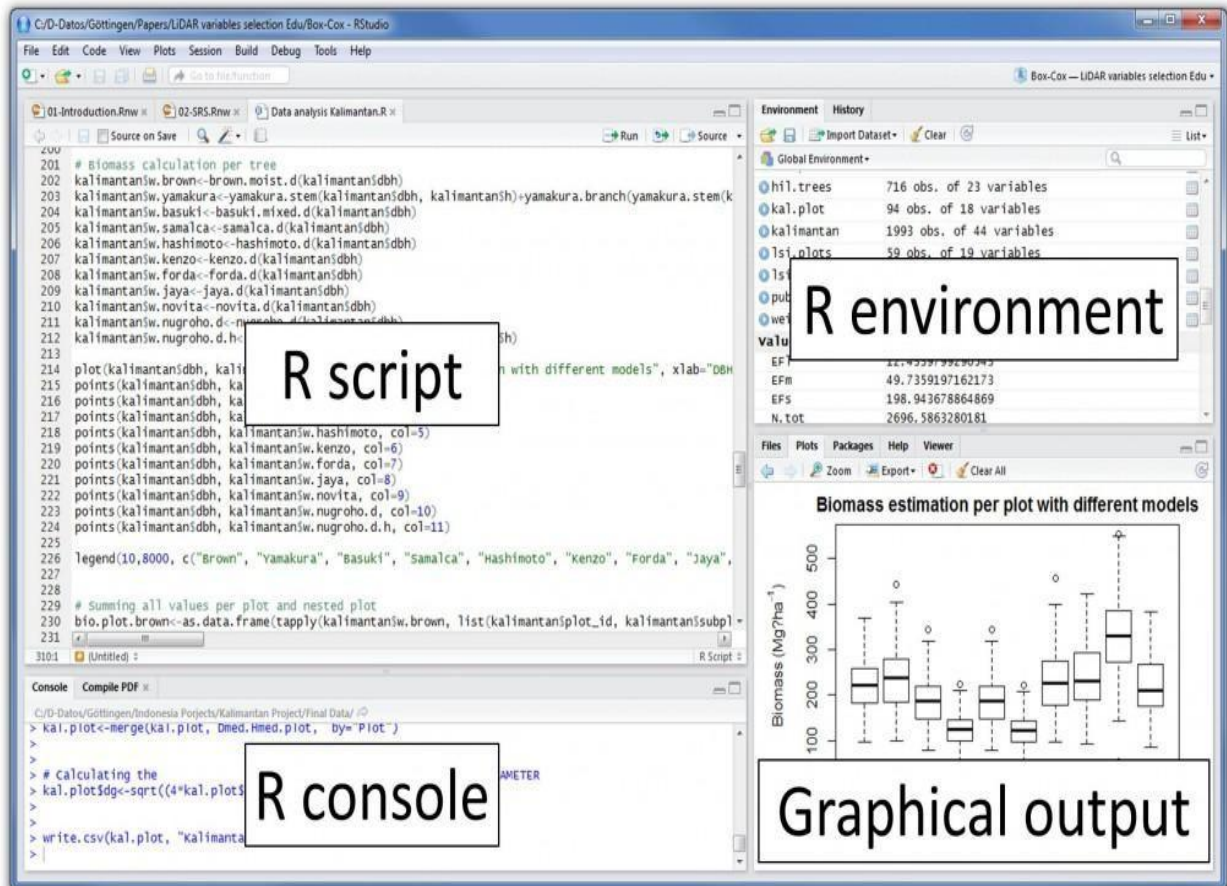 C:/D-Datos/Göttingen/Papers/LiDAR variables selection Edu/Box-Cox - RStudio
File Edit Code View Plots Session Build Debug Tools Help
Go to file/function
Box-Cox — LiDAR variables selection Edu
01-Introduction.Rnw
02-SRS.Rnw
Data analysis Kalimantan.R
Source on Save
Run
Source
200
201 # Biomass calculation per tree
202 kalimantan$w.brown<-brown.moist.d(kalimantan$dbh)
203 kalimantan$w.yamakura<-yamakura.stem(kalimantan$dbh, kalimantan$h)+yamakura.branch(yamakura.stem(k
204 kalimantan$w.basuki<-basuki.mixed.d(kalimantan$dbh)
205 kalimantan$w.samalca<-samalca.d(kalimantan$dbh)
206 kalimantan$w.hashimoto<-hashimoto.d(kalimantan$dbh)
207 kalimantan$w.kenzo<-kenzo.d(kalimantan$dbh)
208 kalimantan$w.forda<-forda.d(kalimantan$dbh)
209 kalimantan$w.jaya<-jaya.d(kalimantan$dbh)
210 kalimantan$w.novita<-novita.d(kalimantan$dbh)
211 kalimantan$w.nugroho.d<-nugroho.d(kalimantan$dbh)
212 kalimantan$w.nugroho.d.h< $h)
213
214 plot(kalimantan$dbh, kali n with different models", xlab="DBH
215 points(kalimantan$dbh, ka
216 points(kalimantan$dbh, ka
217 points(kalimantan$dbh, ka
218 points(kalimantan$dbh, kalimantan$w.hashimoto, col=5)
219 points(kalimantan$dbh, kalimantan$w.kenzo, col=6)
220 points(kalimantan$dbh, kalimantan$w.forda, col=7)
221 points(kalimantan$dbh, kalimantan$w.jaya, col=8)
222 points(kalimantan$dbh, kalimantan$w.novita, col=9)
223 points(kalimantan$dbh, kalimantan$w.nugroho.d, col=10)
224 points(kalimantan$dbh, kalimantan$w.nugroho.d.h, col=11)
225
226 legend(10,8000, c("Brown", "Yamakura", "Basuki", "Samalca", "Hashimoto", "Kenzo", "Forda", "Jaya",
227
228
229 # Summing all values per plot and nested plot
230 bio.plot.brown<-as.data.frame(tapply(kalimantan$w.brown, list(kalimantan$plot_id, kalimantan$subpl
231
R script
310:1 (Untitled) R Script
Console Compile PDF
C:/D-Datos/Göttingen/Indonesia Porjects/Kalimantan Project/Final Data/
> kal.plot<-merge(kal.plot, Dmed.Hmed.plot, by="Plot")
>
>
> # Calculating the AMETER
> kal.plot$dg<-sqrt((4*kal.plot$
>
>
> write.csv(kal.plot, "Kalimanta
>
R console
Environment History
Import Dataset Clear List
Global Environment
hil.trees 716 obs. of 23 variables
kal.plot 94 obs. of 18 variables
kalimantan 1993 obs. of 44 variables
lsi.plots 59 obs. of 19 variables
lsi
pub
wei
Valu
EFl
EFm 49.7359197162173
EFs 198.943678864869
N.tot 2696.5863280181
R environment
Files Plots Packages Help Viewer
Zoom Export Clear All
Biomass estimation per plot with different models
Biomass (Mg?ha⁻¹)
500
400
300
200
100
Graphical output